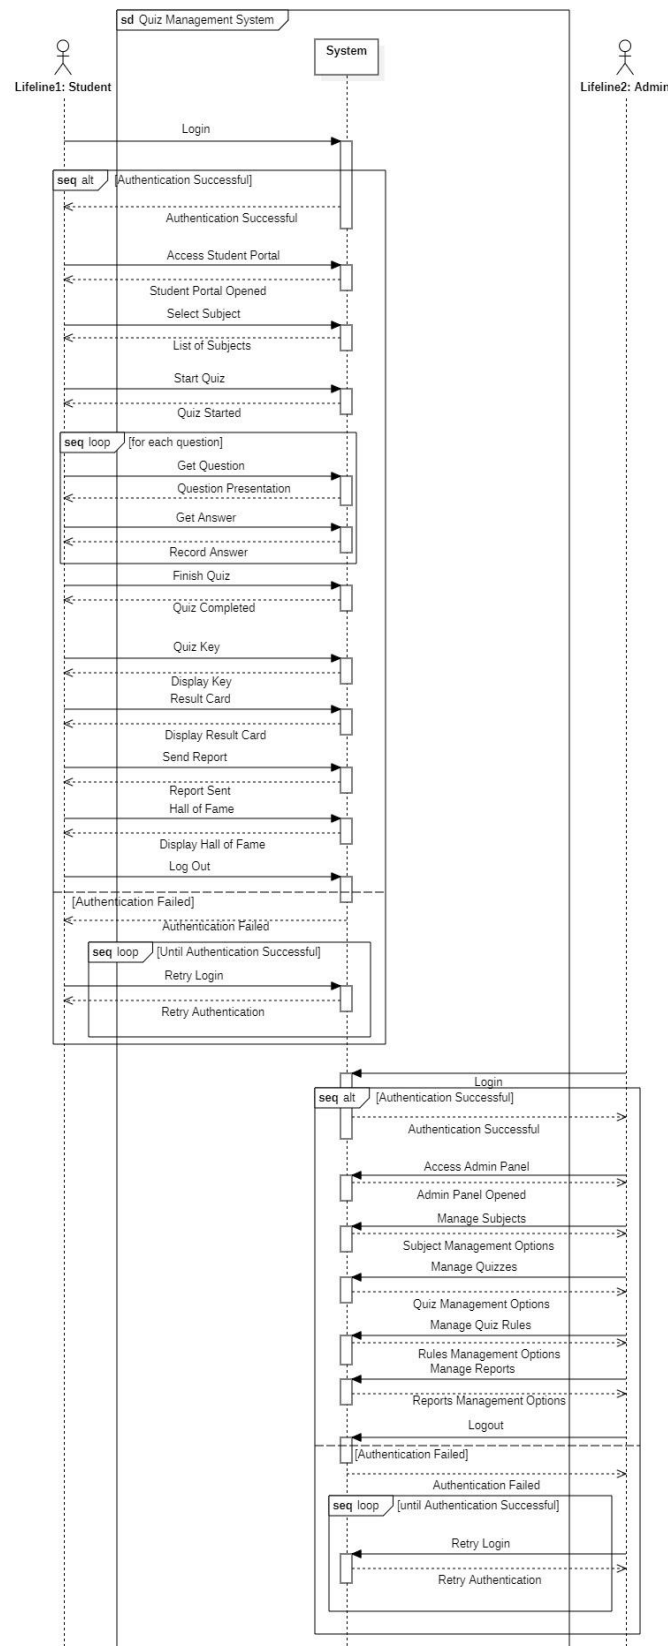 sd Quiz Management System
System
Lifeline1: Student
Lifeline2: Admin
Login
seq alt [Authentication Successful]
Authentication Successful
Access Student Portal
Student Portal Opened
Select Subject
List of Subjects
Start Quiz
Quiz Started
seq loop [for each question]
Get Question
Question Presentation
Get Answer
Record Answer
Finish Quiz
Quiz Completed
Quiz Key
Display Key
Result Card
Display Result Card
Send Report
Report Sent
Hall of Fame
Display Hall of Fame
Log Out
[Authentication Failed]
Authentication Failed
seq loop [Until Authentication Successful]
Retry Login
Retry Authentication
Login
seq alt [Authentication Successful]
Authentication Successful
Access Admin Panel
Admin Panel Opened
Manage Subjects
Subject Management Options
Manage Quizzes
Quiz Management Options
Manage Quiz Rules
Rules Management Options
Manage Reports
Reports Management Options
Logout
[Authentication Failed]
Authentication Failed
seq loop [until Authentication Successful]
Retry Login
Retry Authentication